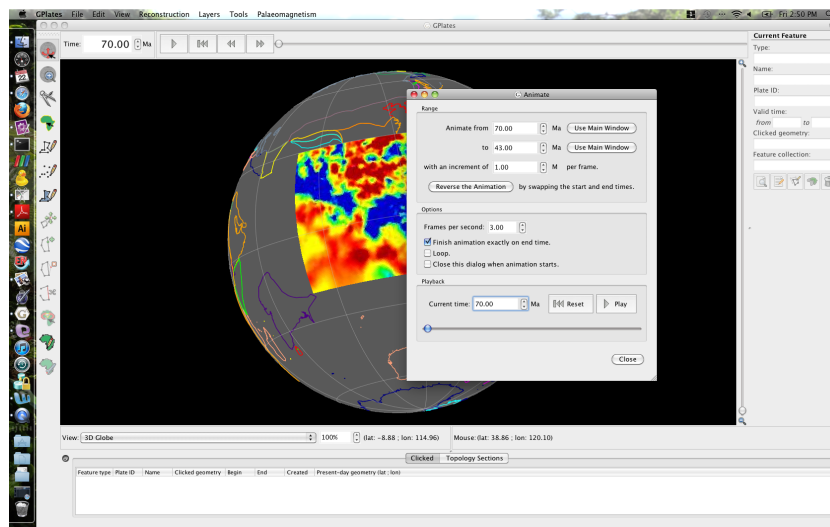 GPlates File Edit View Reconstruction Layers Tools Palaeomagnetism
Fri 2:50 PM
GPlates
Time: 70.00 Ma
Current Feature
Type:
Name:
Plate ID:
Valid time:
from to
Clicked geometry:
Feature collection:
Animate
Range
Animate from 70.00 Ma Use Main Window
to 43.00 Ma Use Main Window
with an increment of 1.00 M per frame.
Reverse the Animation by swapping the start and end times.
Options
Frames per second: 3.00
Finish animation exactly on end time.
Loop.
Close this dialog when animation starts.
Playback
Current time: 70.00 Ma Reset Play
Close
22
Ai
View: 3D Globe 100% (lat: -8.88 ; lon: 114.96) Mouse: (lat: 38.86 ; lon: 120.10)
Clicked Topology Sections
Feature type Plate ID Name Clicked geometry Begin End Created Present-day geometry (lat ; lon)